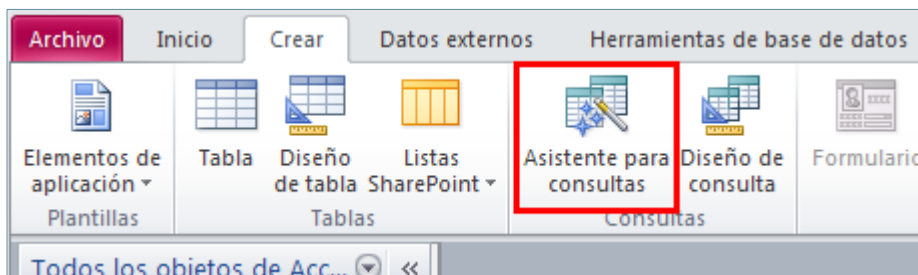 Archivo Inicio Crear Datos externos Herramientas de base de datos
Elementos de aplicación
Tabla
Diseño de tabla
Listas SharePoint
Asistente para consultas
Diseño de consulta
Formulario
Plantillas Tablas Consultas
Todos los objetos de Acc...